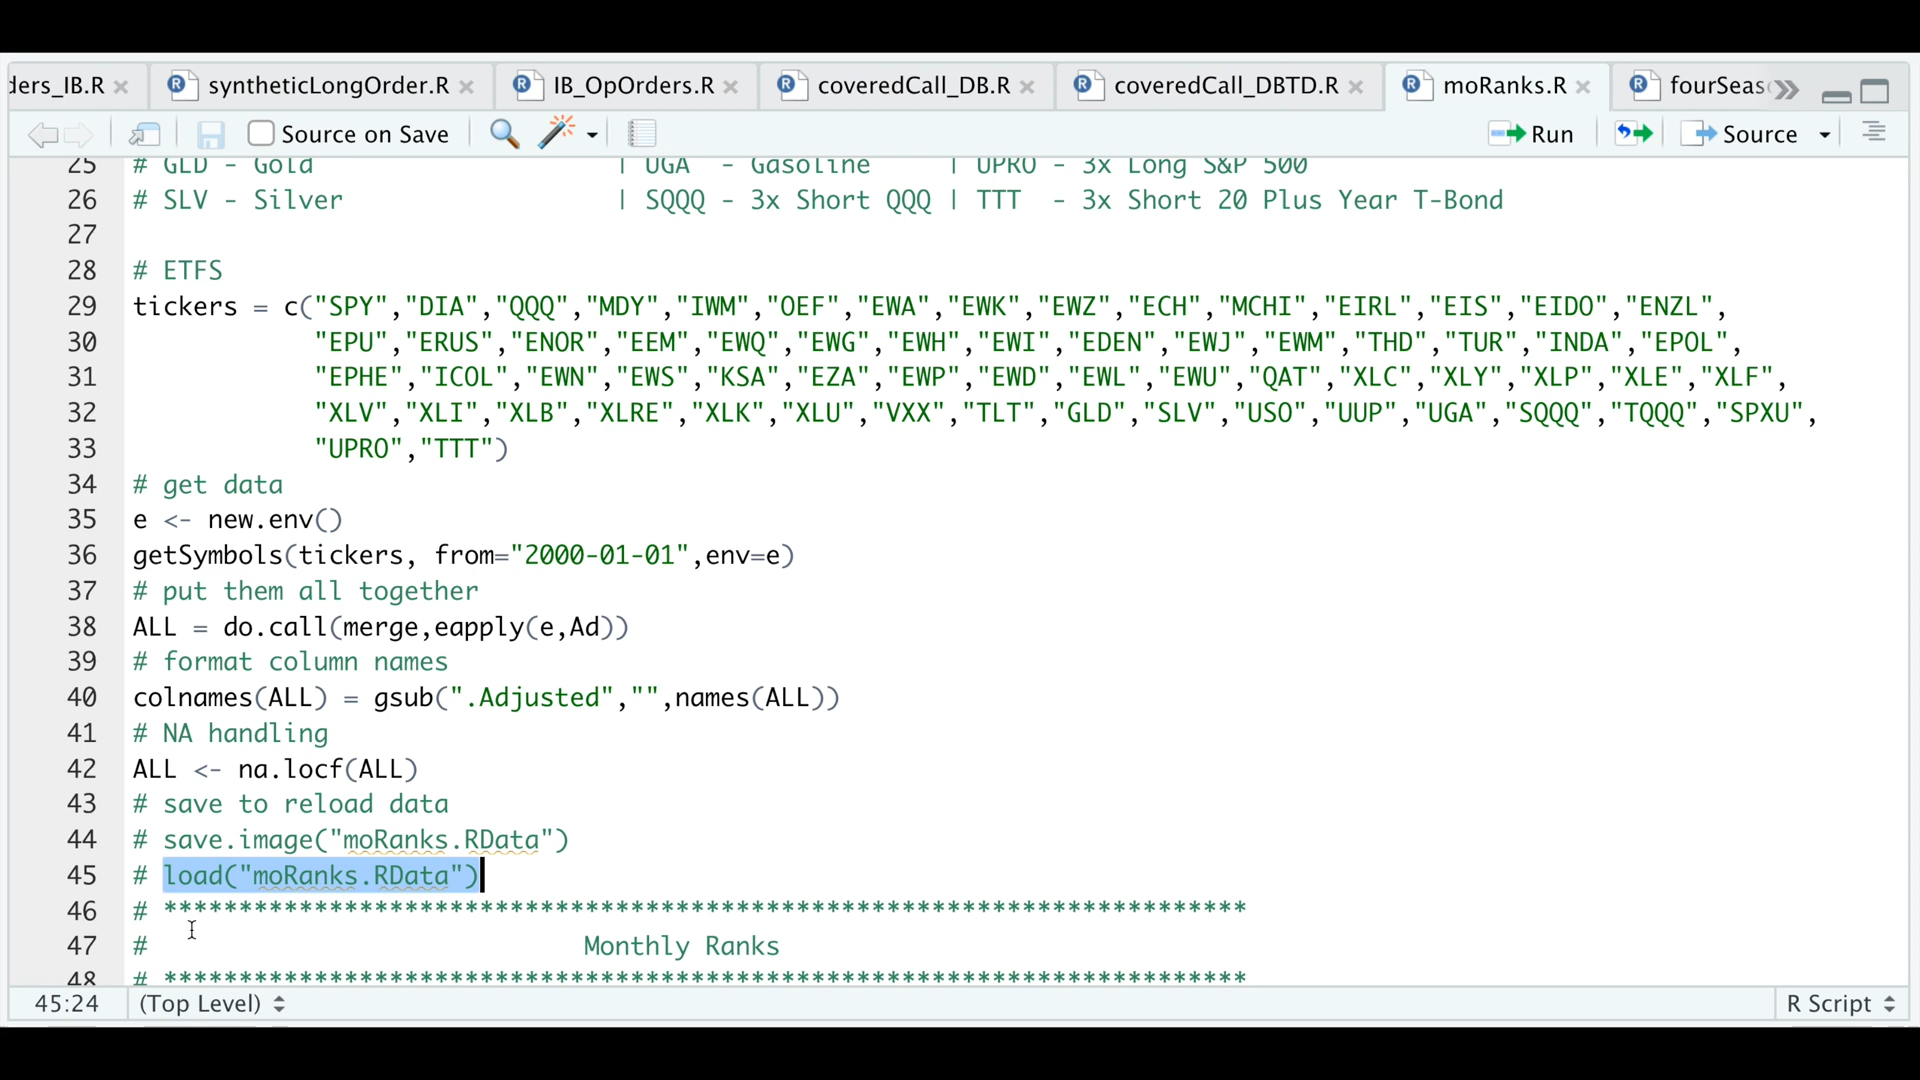 ders_IB.R syntheticLongOrder.R IB_OpOrders.R coveredCall_DB.R coveredCall_DBTD.R moRanks.R fourSeas
Source on Save Run Source
25 # GLD - Gold | UGA - Gasoline | UPRO - 3x Long S&P 500
26 # SLV - Silver | SQQQ - 3x Short QQQ | TTT - 3x Short 20 Plus Year T-Bond
27
28 # ETFS
29 tickers = c("SPY","DIA","QQQ","MDY","IWM","OEF","EWA","EWK","EWZ","ECH","MCHI","EIRL","EIS","EIDO","ENZL",
30 "EPU","ERUS","ENOR","EEM","EWQ","EWG","EWH","EWI","EDEN","EWJ","EWM","THD","TUR","INDA","EPOL",
31 "EPHE","ICOL","EWN","EWS","KSA","EZA","EWP","EWD","EWL","EWU","QAT","XLC","XLY","XLP","XLE","XLF",
32 "XLV","XLI","XLB","XLRE","XLK","XLU","VXX","TLT","GLD","SLV","USO","UUP","UGA","SQQQ","TQQQ","SPXU",
33 "UPRO","TTT")
34 # get data
35 e <- new.env()
36 getSymbols(tickers, from="2000-01-01",env=e)
37 # put them all together
38 ALL = do.call(merge,eapply(e,Ad))
39 # format column names
40 colnames(ALL) = gsub(".Adjusted","",names(ALL))
41 # NA handling
42 ALL <- na.locf(ALL)
43 # save to reload data
44 # save.image("moRanks.RData")
45 # load("moRanks.RData")
46 # ************************************************************************
47 # Monthly Ranks
48 # ************************************************************************
45:24 (Top Level) R Script